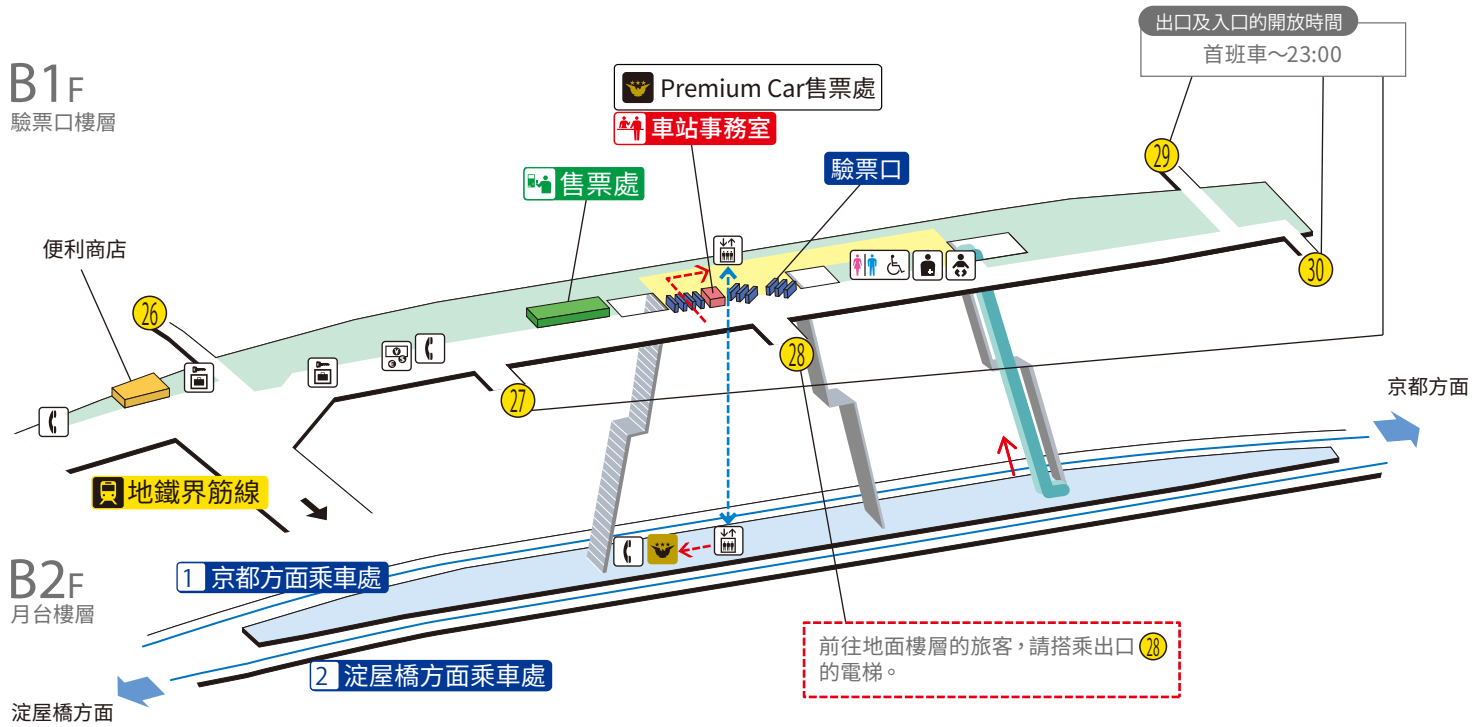 出口及入口的開放時間
首班車～23:00
B1F
驗票口樓層
Premium Car售票處
車站事務室
驗票口
售票處
29
便利商店
30
26
28
27
京都方面
地鐵界筋線
B2F
月台樓層
1 京都方面乘車處
前往地面樓層的旅客，請搭乘出口 28
的電梯。
2 淀屋橋方面乘車處
淀屋橋方面